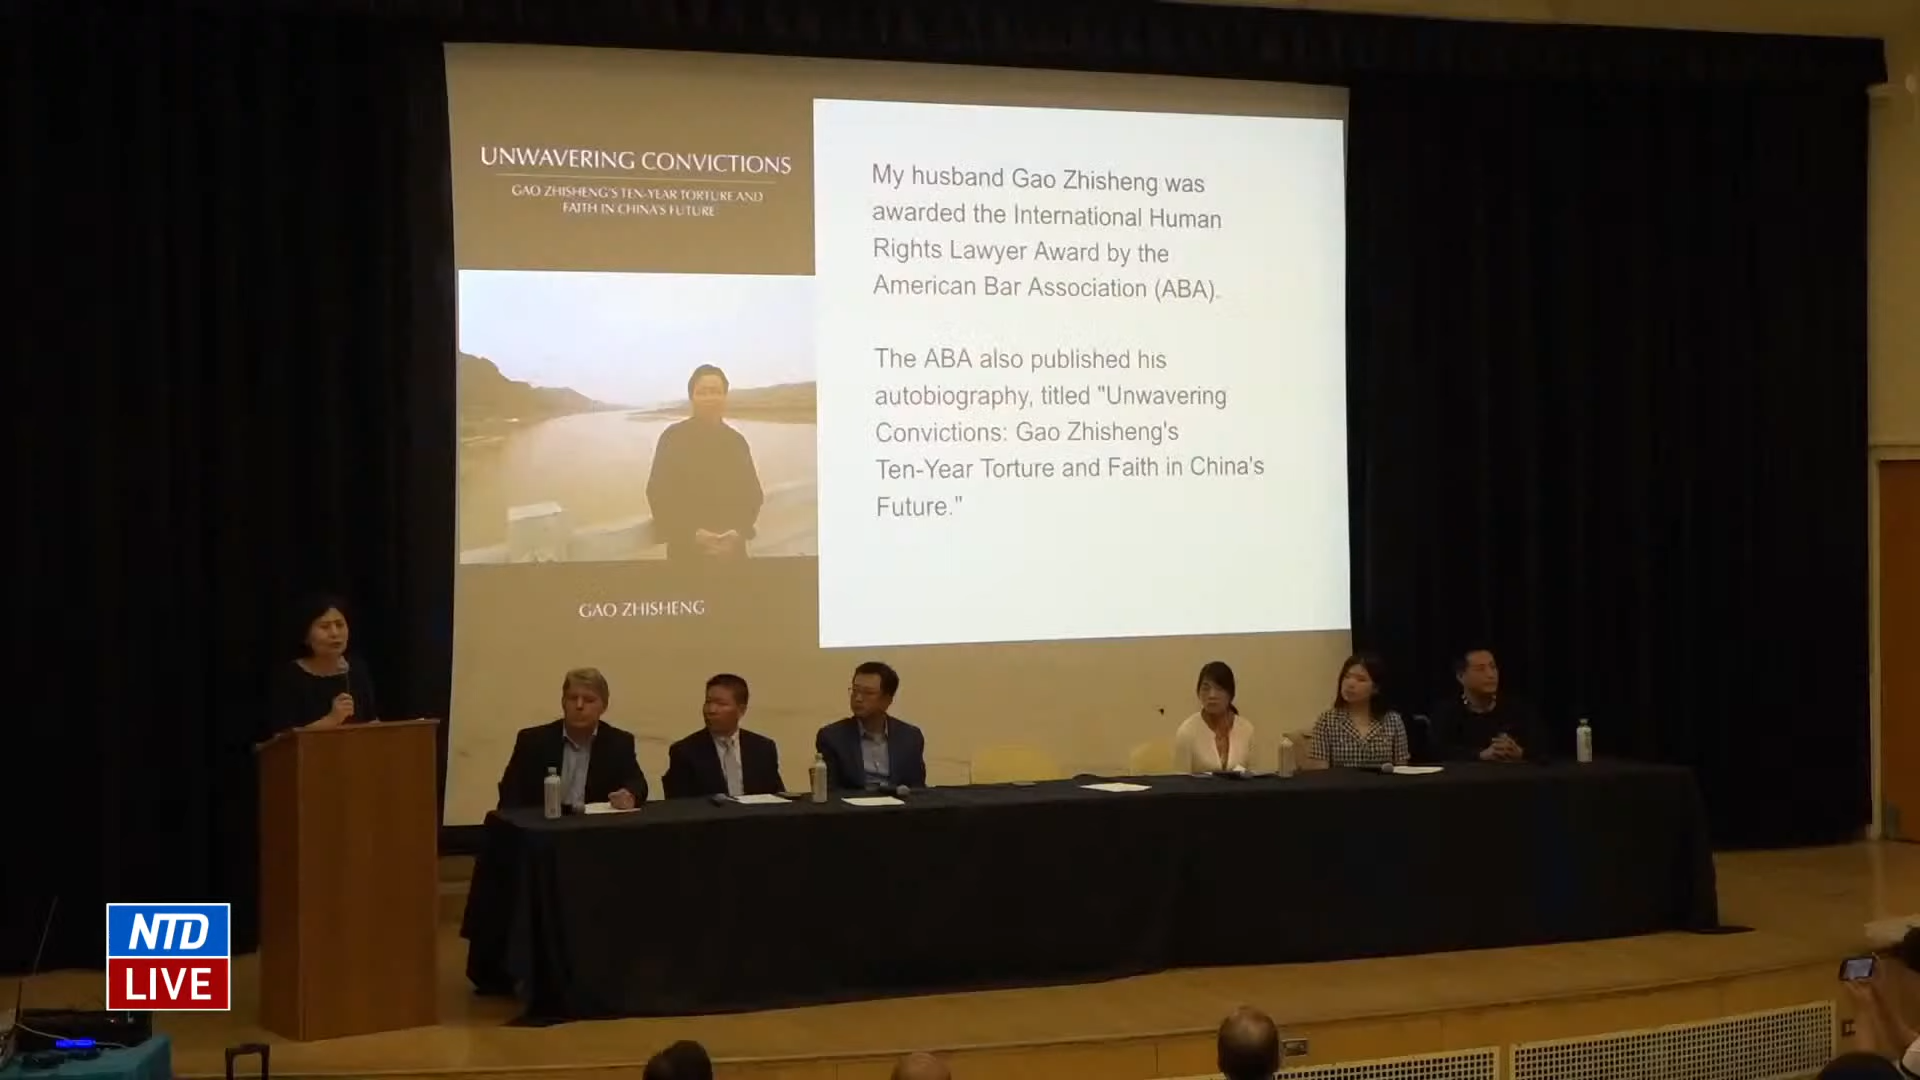 UNWAVERING CONVICTIONS
GAO ZHISHENG'S TEN-YEAR TORTURE AND
FAITH IN CHINA'S FUTURE
GAO ZHISHENG
My husband Gao Zhisheng was
awarded the International Human
Rights Lawyer Award by the
American Bar Association (ABA).
The ABA also published his
autobiography, titled "Unwavering
Convictions: Gao Zhisheng's
Ten-Year Torture and Faith in China's
Future."
NTD
LIVE